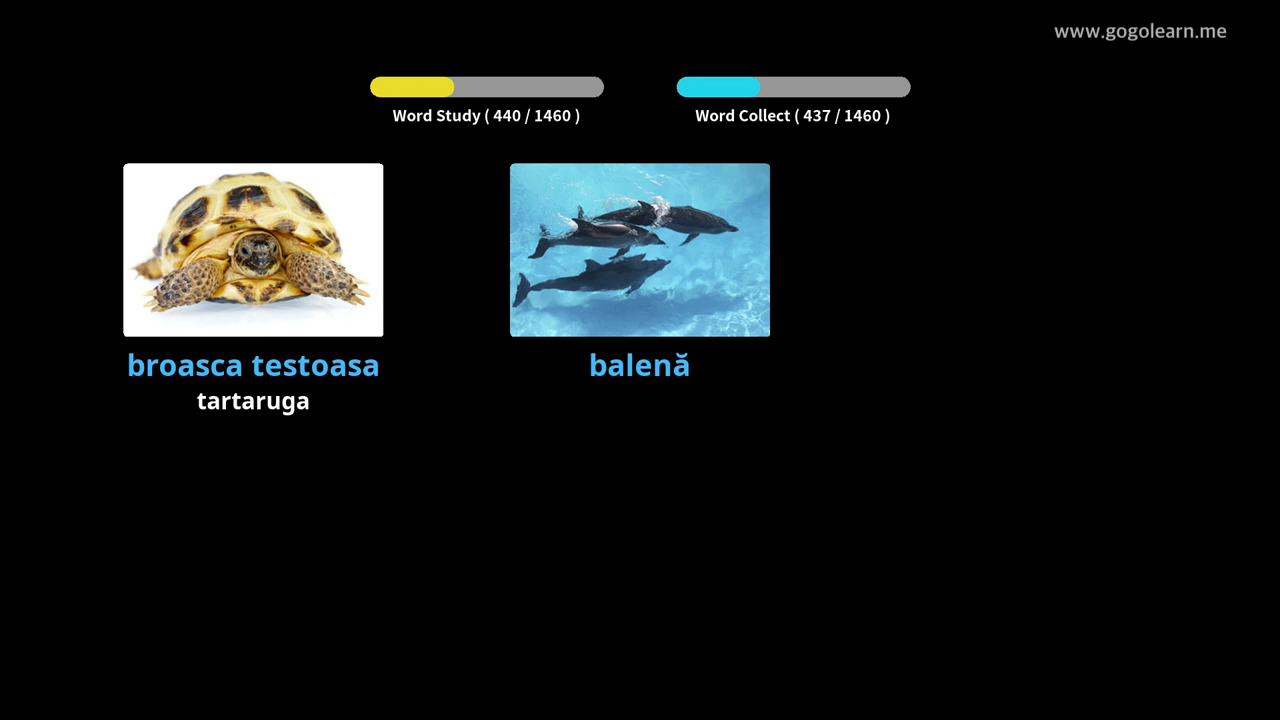 www.gogolearn.me
Word Study ( 440 / 1460 )
Word Collect ( 437 / 1460 )
broasca testoasa
balenă
tartaruga